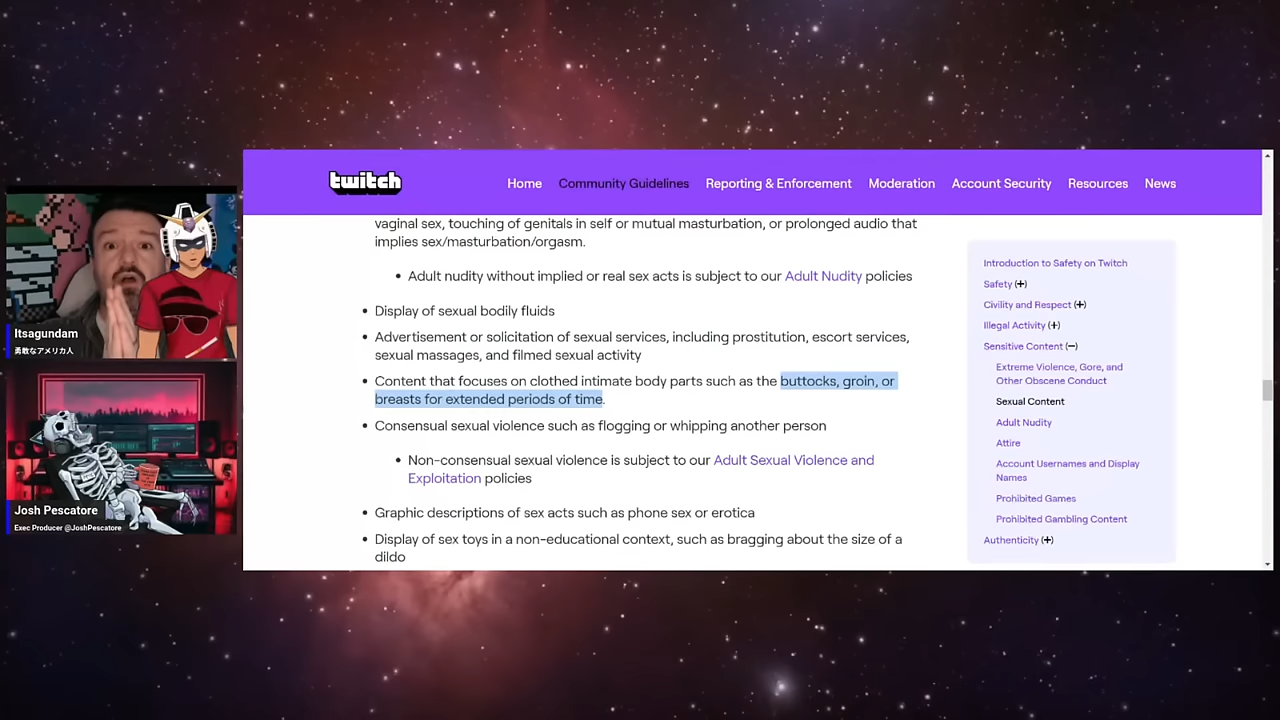 twitch
Home
Community Guidelines
Reporting & Enforcement
Moderation
Account Security
Resources
News
vaginal sex, touching of genitals in self or mutual masturbation, or prolonged audio that
implies sex/masturbation/orgasm.
• Adult nudity without implied or real sex acts is subject to our Adult Nudity policies
• Display of sexual bodily fluids
• Advertisement or solicitation of sexual services, including prostitution, escort services,
sexual massages, and filmed sexual activity
• Content that focuses on clothed intimate body parts such as the buttocks, groin, or
breasts for extended periods of time.
• Consensual sexual violence such as flogging or whipping another person
• Non-consensual sexual violence is subject to our Adult Sexual Violence and
Exploitation policies
• Graphic descriptions of sex acts such as phone sex or erotica
• Display of sex toys in a non-educational context, such as bragging about the size of a
dildo
Introduction to Safety on Twitch
Safety (+)
Civility and Respect (+)
Illegal Activity (+)
Sensitive Content (—)
Extreme Violence, Gore, and
Other Obscene Conduct
Sexual Content
Adult Nudity
Attire
Account Usernames and Display
Names
Prohibited Games
Prohibited Gambling Content
Authenticity (+)
Itsagundam
勇敢なアメリカ人
Josh Pescatore
Exec Producer @JoshPescatore